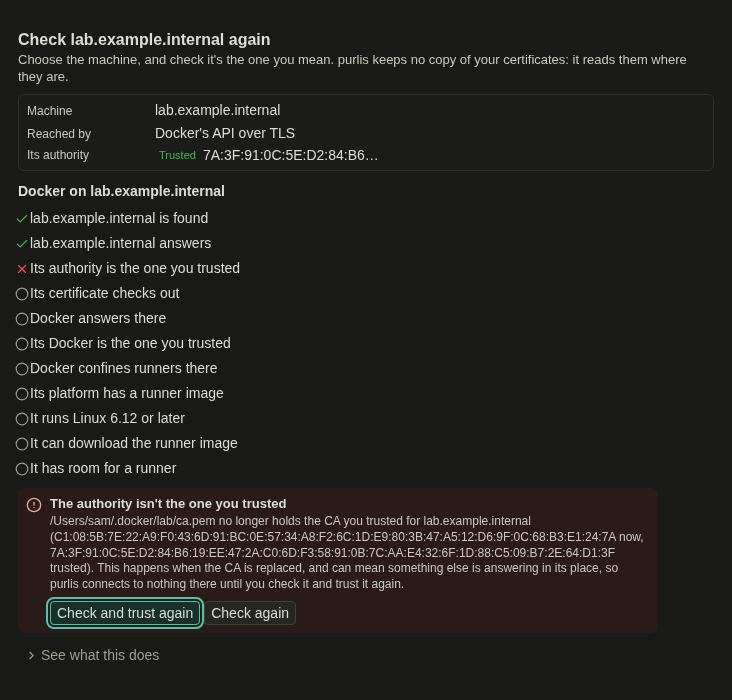 Check lab.example.internal again
Choose the machine, and check it's the one you mean. purlis keeps no copy of your certificates: it reads them where
they are.
Machine lab.example.internal
Reached by Docker's API over TLS
Its authority Trusted 7A:3F:91:0C:5E:D2:84:B6…
Docker on lab.example.internal
lab.example.internal is found
lab.example.internal answers
Its authority is the one you trusted
Its certificate checks out
Docker answers there
Its Docker is the one you trusted
Docker confines runners there
Its platform has a runner image
It runs Linux 6.12 or later
It can download the runner image
It has room for a runner
The authority isn't the one you trusted
/Users/sam/.docker/lab/ca.pem no longer holds the CA you trusted for lab.example.internal
(C1:08:5B:7E:22:A9:F0:43:6D:91:BC:0E:57:34:A8:F2:6C:1D:E9:80:3B:47:A5:12:D6:9F:0C:68:B3:E1:24:7A now,
7A:3F:91:0C:5E:D2:84:B6:19:EE:47:2A:C0:6D:F3:58:91:0B:7C:AA:E4:32:6F:1D:88:C5:09:B7:2E:64:D1:3F
trusted). This happens when the CA is replaced, and can mean something else is answering in its place, so
purlis connects to nothing there until you check it and trust it again.
Check and trust again Check again
See what this does